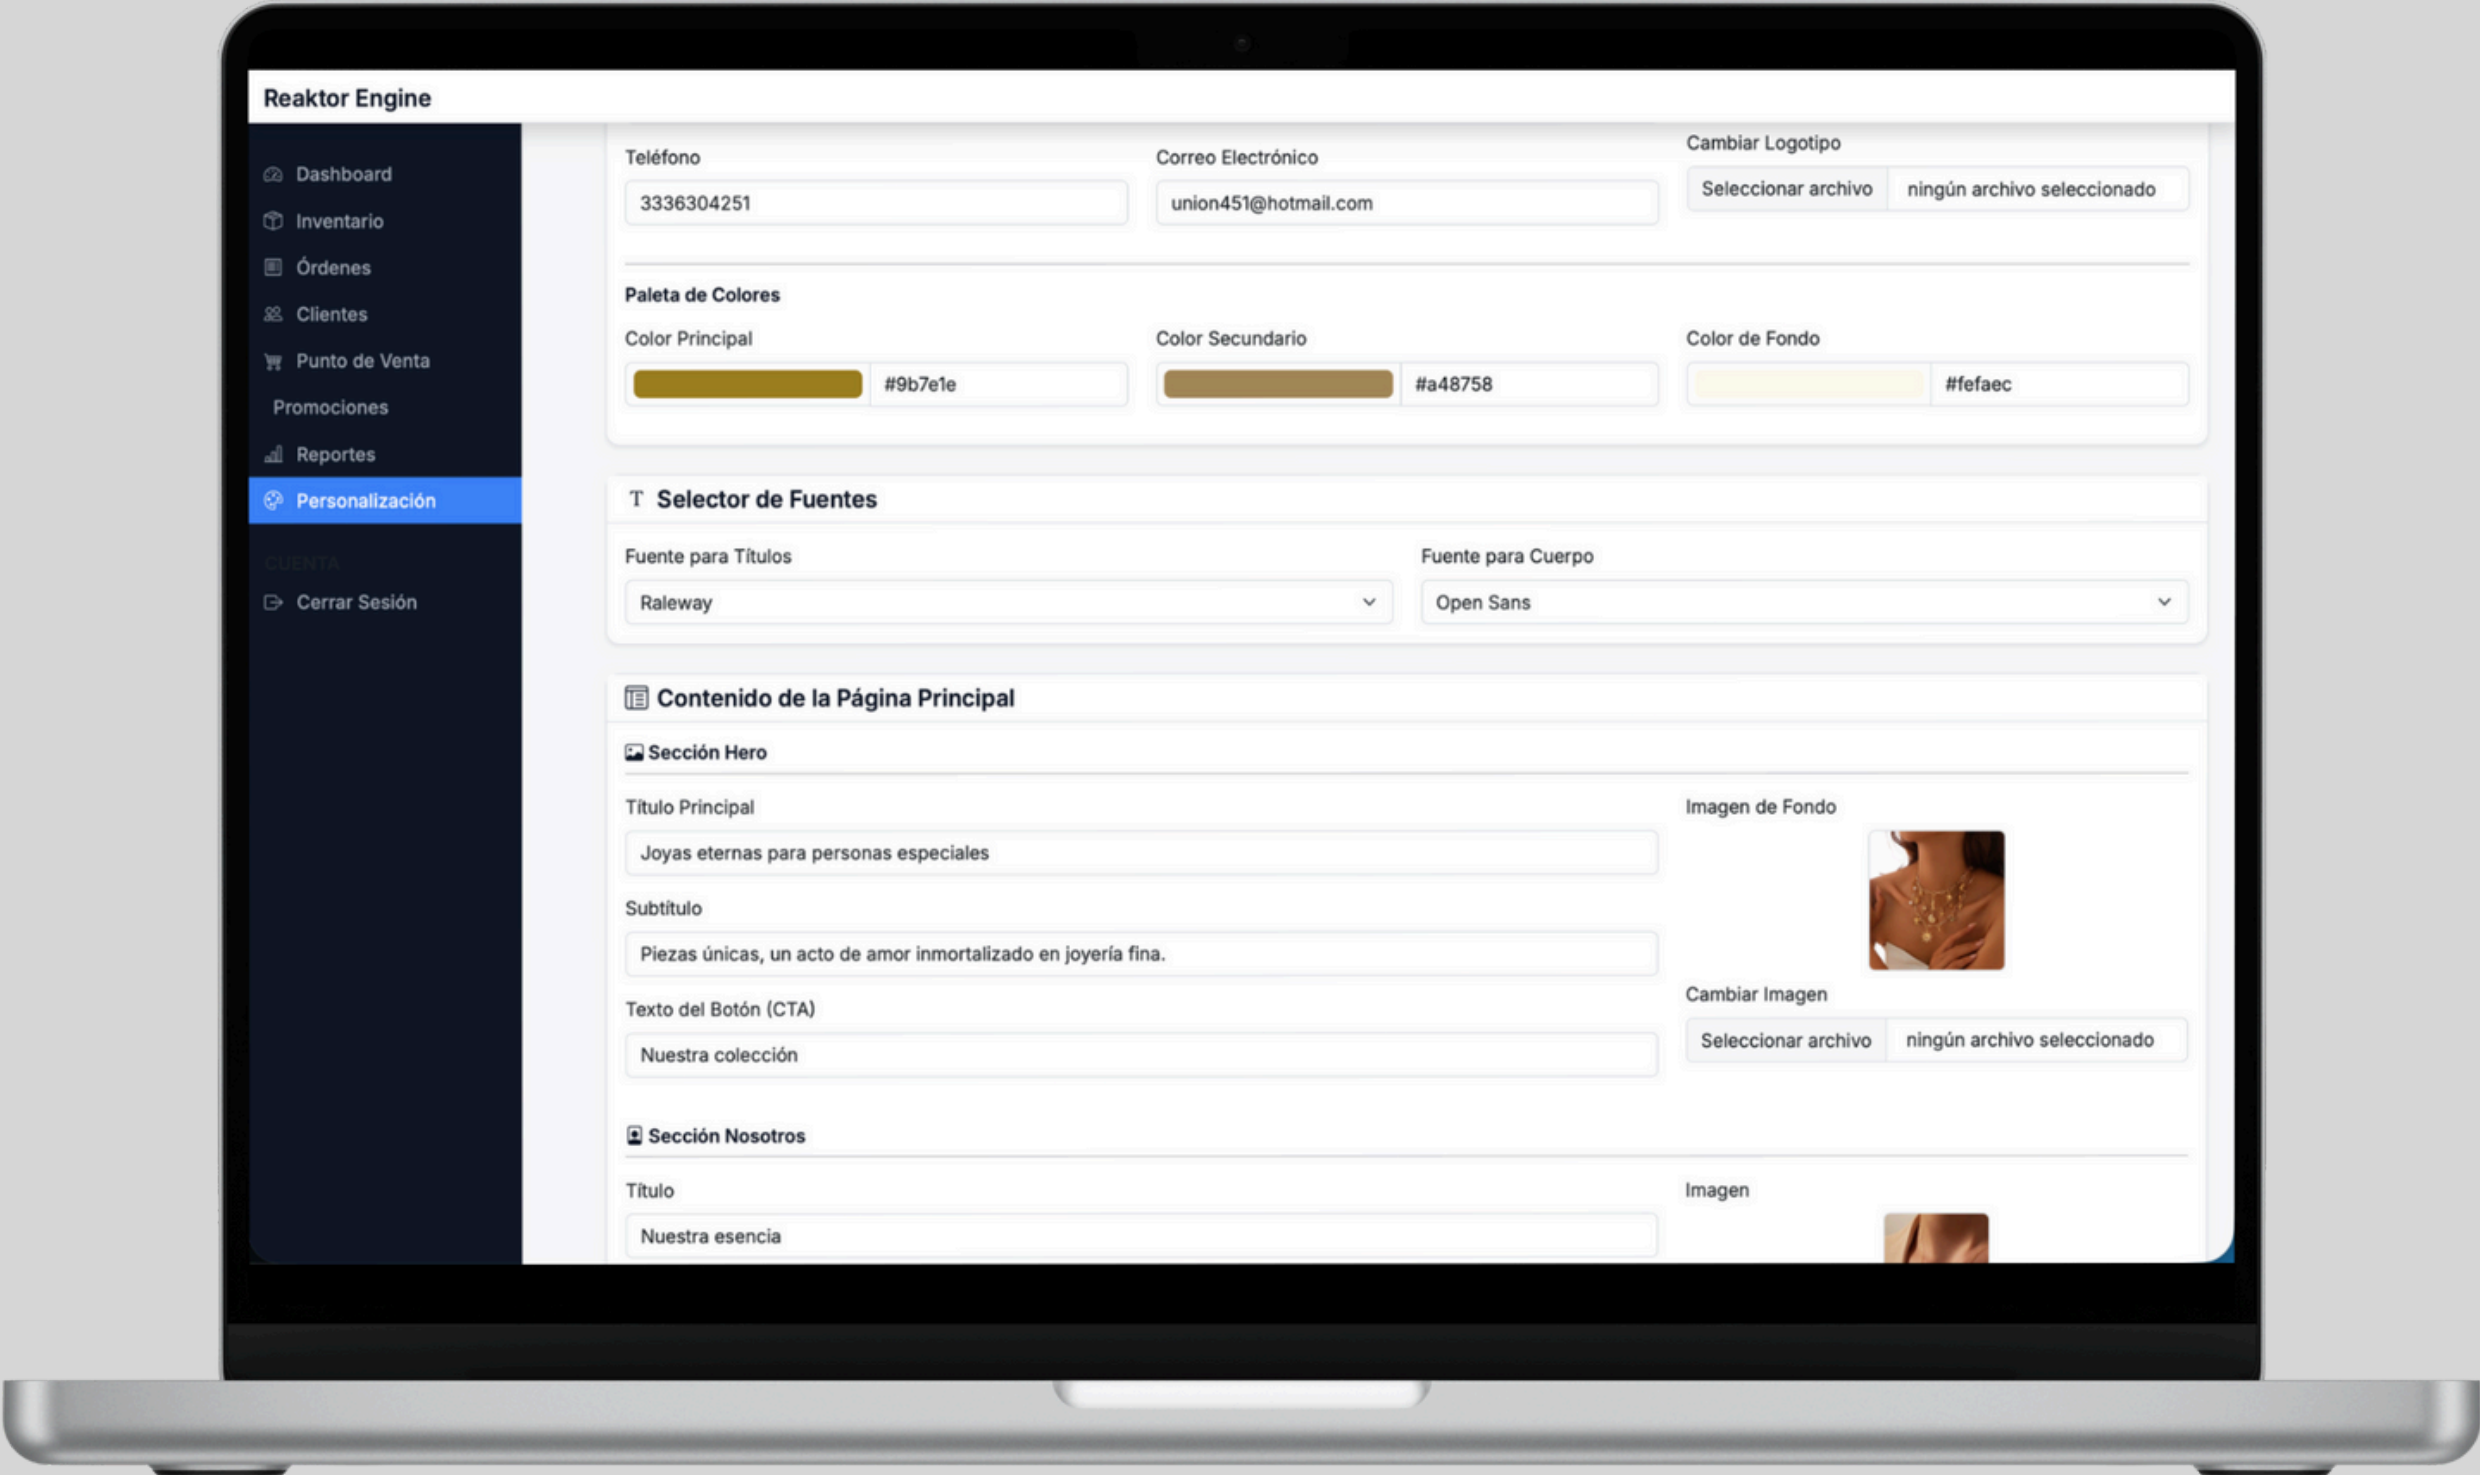 Reaktor Engine
Dashboard
Inventario
Órdenes
Clientes
Punto de Venta
Promociones
Reportes
Personalización
CUENTA
Cerrar Sesión
Teléfono
3336304251
Correo Electrónico
union451@hotmail.com
Cambiar Logotipo
Seleccionar archivo ningún archivo seleccionado
Paleta de Colores
Color Principal
#9b7e1e
Color Secundario
#a48758
Color de Fondo
#fefaec
Selector de Fuentes
Fuente para Títulos
Raleway
Fuente para Cuerpo
Open Sans
Contenido de la Página Principal
Sección Hero
Título Principal
Joyas eternas para personas especiales
Subtítulo
Piezas únicas, un acto de amor inmortalizado en joyería fina.
Texto del Botón (CTA)
Nuestra colección
Imagen de Fondo
Cambiar Imagen
Seleccionar archivo ningún archivo seleccionado
Sección Nosotros
Título
Nuestra esencia
Imagen